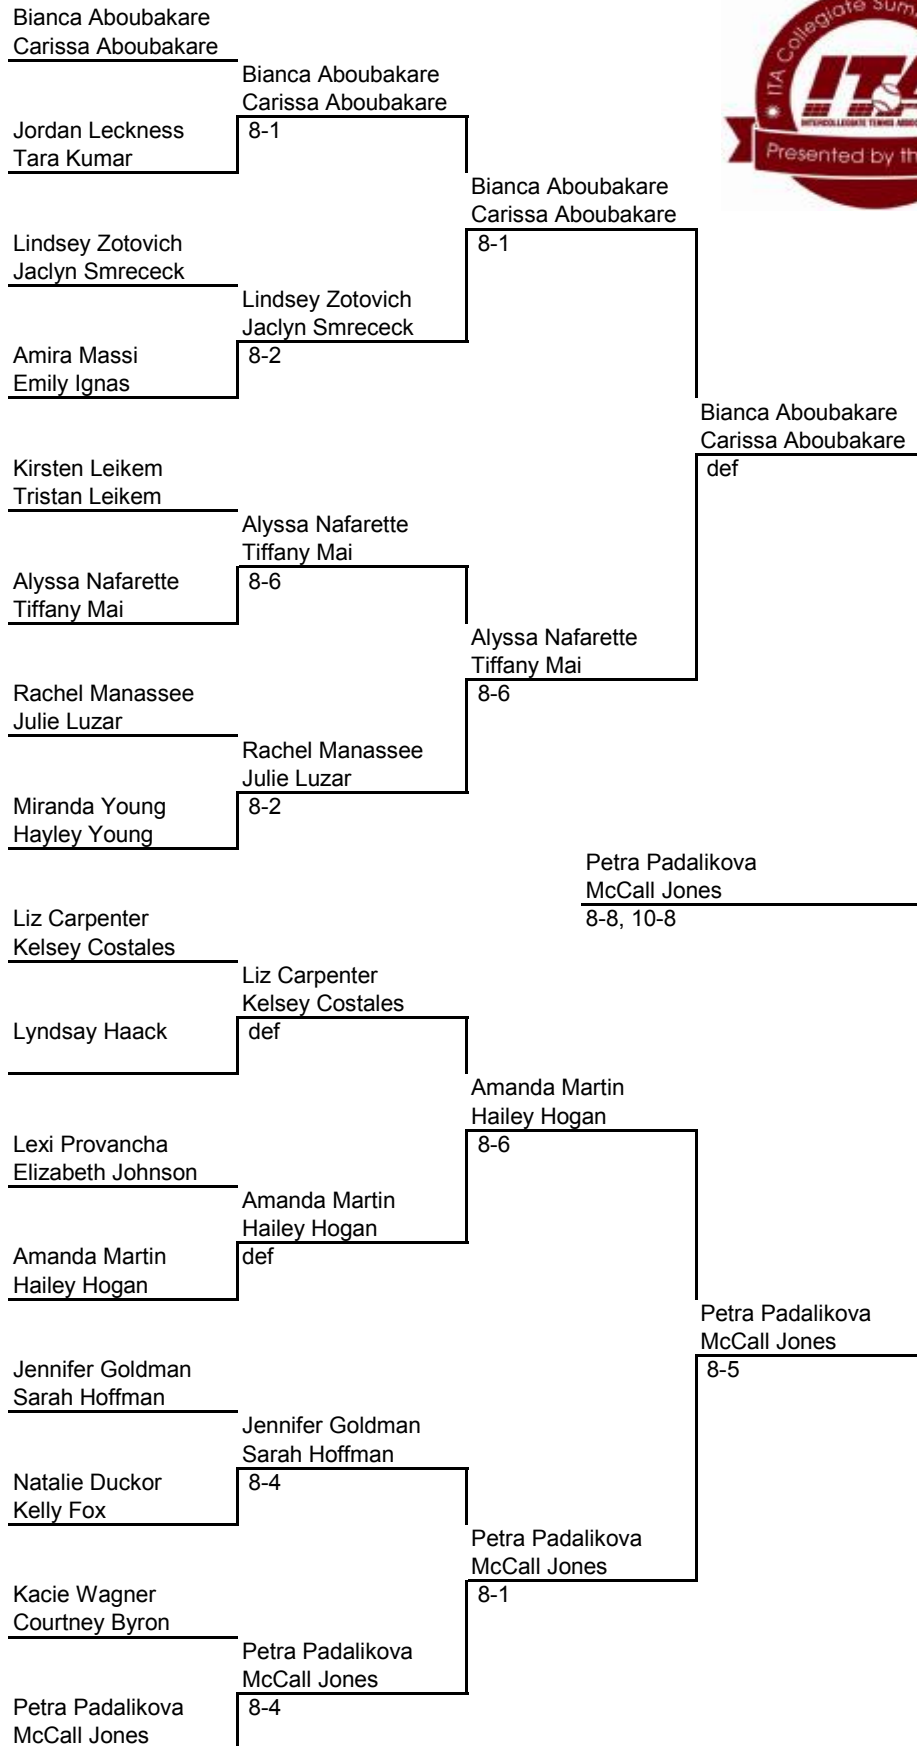 Bianca Aboubakare
Carissa Aboubakare
Bianca Aboubakare
Carissa Aboubakare
Jordan Leckness
8-1
Tara Kumar
Bianca Aboubakare
Carissa Aboubakare
Lindsey Zotovich
8-1
Jaclyn Smrececk
Lindsey Zotovich
Jaclyn Smrececk
Amira Massi
8-2
Emily Ignas
Bianca Aboubakare
Carissa Aboubakare
Kirsten Leikem
def
Tristan Leikem
Alyssa Nafarette
Tiffany Mai
Alyssa Nafarette
8-6
Tiffany Mai
Alyssa Nafarette
Tiffany Mai
Rachel Manassee
8-6
Julie Luzar
Rachel Manassee
Julie Luzar
Miranda Young
8-2
Hayley Young
Petra Padalikova
McCall Jones
Liz Carpenter
8-8, 10-8
Kelsey Costales
Liz Carpenter
Kelsey Costales
Lyndsay Haack
def
Amanda Martin
Hailey Hogan
Lexi Provancha
8-6
Elizabeth Johnson
Amanda Martin
Hailey Hogan
Amanda Martin
def
Hailey Hogan
Petra Padalikova
McCall Jones
Jennifer Goldman
8-5
Sarah Hoffman
Jennifer Goldman
Sarah Hoffman
Natalie Duckor
8-4
Kelly Fox
Petra Padalikova
McCall Jones
Kacie Wagner
8-1
Courtney Byron
Petra Padalikova
McCall Jones
Petra Padalikova
8-4
McCall Jones
ITA Collegiate
ITA
INTERCOLLEGIATE TENNIS
Presented by